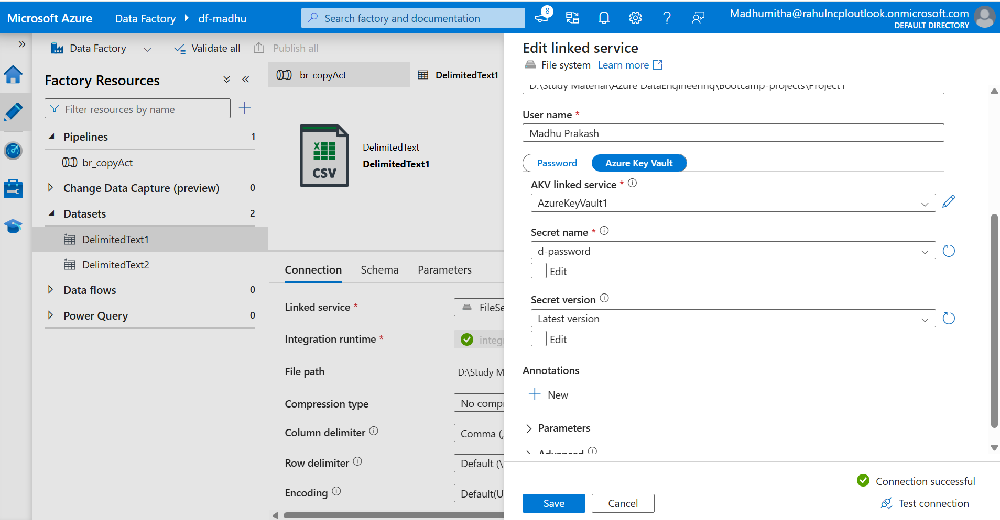 Microsoft Azure
Data Factory
df-madhu
Search factory and documentation
8
Madhumitha@rahulncploutlook.onmicrosoft.com
DEFAULT DIRECTORY
Data Factory
Validate all
Publish all
Factory Resources
Filter resources by name
Pipelines 1
br_copyAct
Change Data Capture (preview) 0
Datasets 2
DelimitedText1
DelimitedText2
Data flows 0
Power Query 0
br_copyAct
DelimitedText1
X
CSV
DelimitedText
DelimitedText1
Connection
Schema
Parameters
Linked service *
FileSe
Integration runtime *
integ
File path
D:\Study M
Compression type
No comp
Column delimiter
Comma (,
Row delimiter
Default (\
Encoding
Default(U
Edit linked service
File system Learn more
D:\Study Material\Azure DataEngineering\Bootcamp-projects\Project1
User name *
Madhu Prakash
Password
Azure Key Vault
AKV linked service *
AzureKeyVault1
Secret name *
d-password
Edit
Secret version
Latest version
Edit
Annotations
New
Parameters
Advanced
Connection successful
Save
Cancel
Test connection